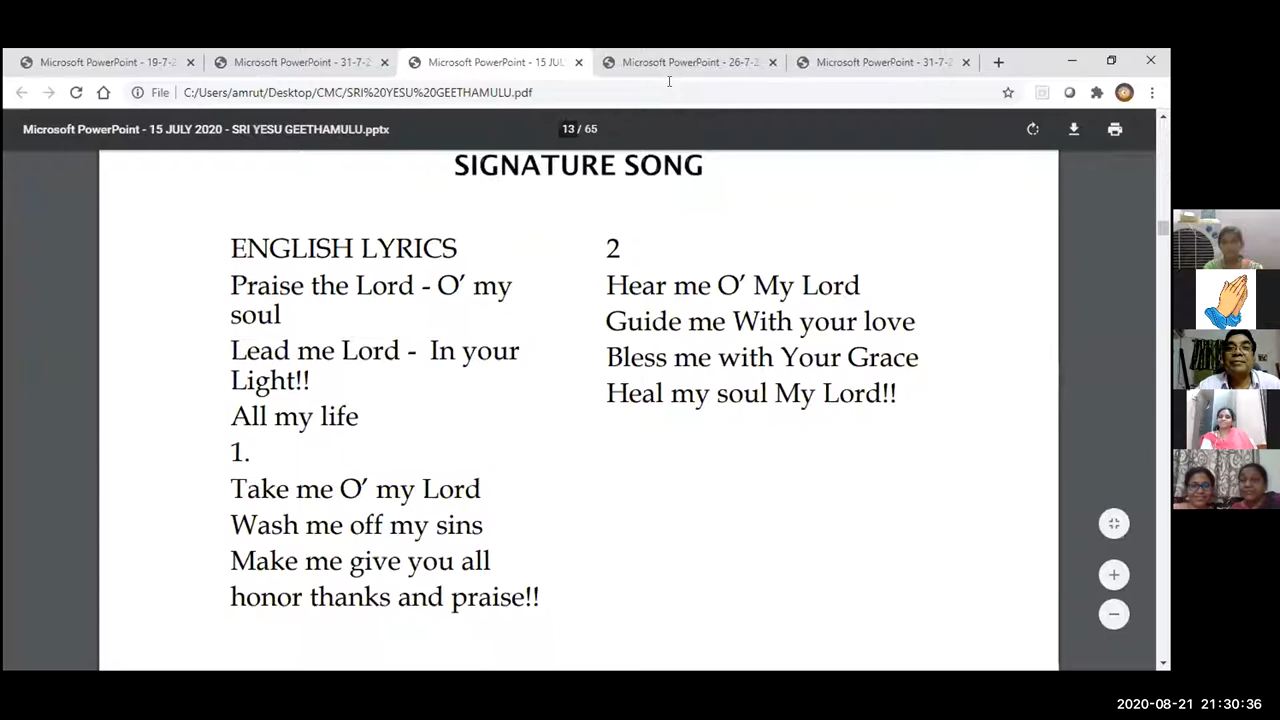 Microsoft PowerPoint - 19-7-2
Microsoft PowerPoint - 31-7-2
Microsoft PowerPoint - 15 JUL
Microsoft PowerPoint - 26-7-2
Microsoft PowerPoint - 31-7-2
File
C:/Users/amrut/Desktop/CMC/SRI%20YESU%20GEETHAMULU.pdf
Microsoft PowerPoint - 15 JULY 2020 - SRI YESU GEETHAMULU.pptx
13 / 65
SIGNATURE SONG
ENGLISH LYRICS
Praise the Lord - O’ my
soul
Lead me Lord - In your
Light!!
All my life
1.
Take me O’ my Lord
Wash me off my sins
Make me give you all
honor thanks and praise!!
2
Hear me O’ My Lord
Guide me With your love
Bless me with Your Grace
Heal my soul My Lord!!
2020-08-21 21:30:36